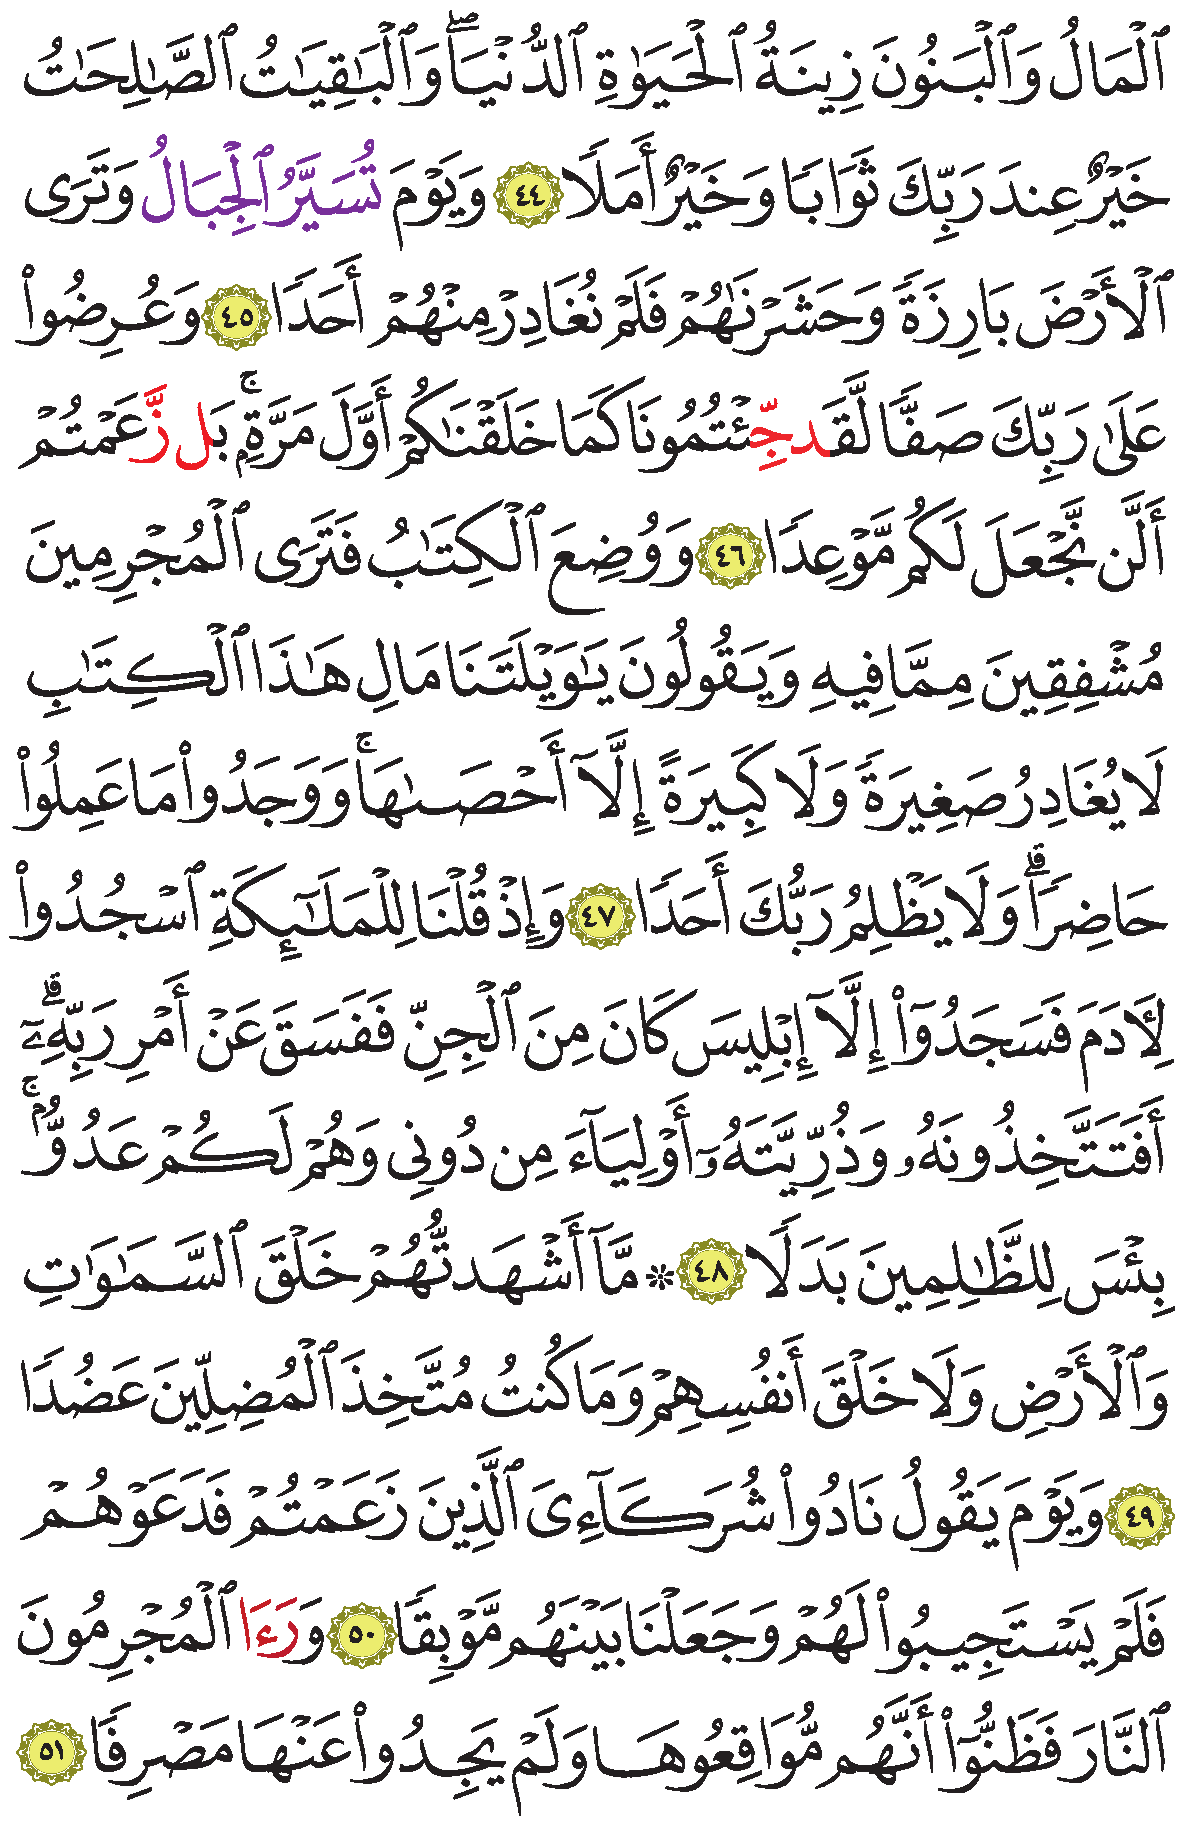 ٱلۡمَالُ وَٱلۡبَنُونَ زِينَةُ ٱلۡحَيَوٰةِ ٱلدُّنۡيَاۖ وَٱلۡبَٰقِيَٰتُ ٱلصَّٰلِحَٰتُ
خَيۡرٌ عِندَ رَبِّكَ ثَوَابٗا وَخَيۡرٌ أَمَلٗا ٤٤ وَيَوۡمَ تُسَيَّرُ ٱلۡجِبَالُ وَتَرَى
ٱلۡأَرۡضَ بَارِزَةٗ وَحَشَرۡنَٰهُمۡ فَلَمۡ نُغَادِرۡ مِنۡهُمۡ أَحَدٗا ٤٥ وَعُرِضُواْ
عَلَىٰ رَبِّكَ صَفّٗا لَّقَد جِّئۡتُمُونَا كَمَا خَلَقۡنَٰكُمۡ أَوَّلَ مَرَّةِۭۚ بَل زَّعَمۡتُمۡ
أَلَّن نَّجۡعَلَ لَكُم مَّوۡعِدٗا ٤٦ وَوُضِعَ ٱلۡكِتَٰبُ فَتَرَى ٱلۡمُجۡرِمِينَ
مُشۡفِقِينَ مِمَّا فِيهِ وَيَقُولُونَ يَٰوَيۡلَتَنَا مَالِ هَٰذَا ٱلۡكِتَٰبِ
لَا يُغَادِرُ صَغِيرَةٗ وَلَا كَبِيرَةً إِلَّآ أَحۡصَىٰهَاۚ وَوَجَدُواْ مَا عَمِلُواْ
حَاضِرٗاۗ وَلَا يَظۡلِمُ رَبُّكَ أَحَدٗا ٤٧ وَإِذۡ قُلۡنَا لِلۡمَلَٰٓئِكَةِ ٱسۡجُدُواْ
لِأٓدَمَ فَسَجَدُوٓاْ إِلَّآ إِبۡلِيسَ كَانَ مِنَ ٱلۡجِنِّ فَفَسَقَ عَنۡ أَمۡرِ رَبِّهِۦٓۗ
أَفَتَتَّخِذُونَهُۥ وَذُرِّيَّتَهُۥٓ أَوۡلِيَآءَ مِن دُونِي وَهُمۡ لَكُمۡ عَدُوُّۢۚ
بِئۡسَ لِلظَّٰلِمِينَ بَدَلٗا ٤٨ ۞ مَّآ أَشۡهَدتُّهُمۡ خَلۡقَ ٱلسَّمَٰوَٰتِ
وَٱلۡأَرۡضِ وَلَا خَلۡقَ أَنفُسِهِمۡ وَمَا كُنتُ مُتَّخِذَ ٱلۡمُضِلِّينَ عَضُدٗا
٤٩ وَيَوۡمَ يَقُولُ نَادُواْ شُرَكَآءِيَ ٱلَّذِينَ زَعَمۡتُمۡ فَدَعَوۡهُمۡ
فَلَمۡ يَسۡتَجِيبُواْ لَهُمۡ وَجَعَلۡنَا بَيۡنَهُم مَّوۡبِقٗا ٥٠ وَرَءَا ٱلۡمُجۡرِمُونَ
ٱلنَّارَ فَظَنُّوٓاْ أَنَّهُم مُّوَاقِعُوهَا وَلَمۡ يَجِدُواْ عَنۡهَا مَصۡرِفٗا ٥١